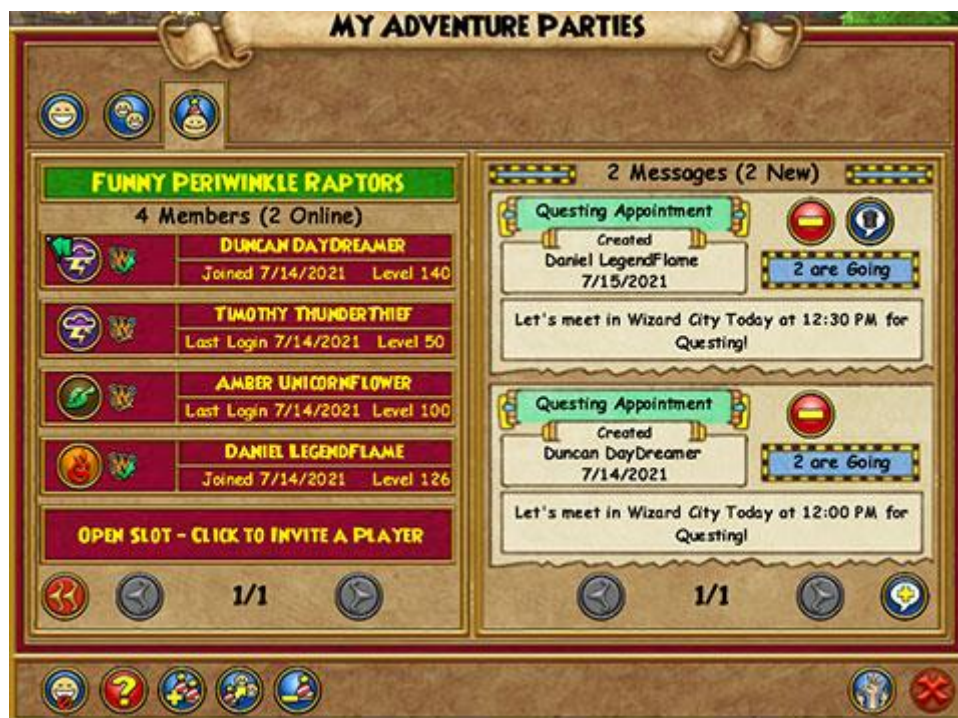 MY ADVENTURE PARTIES
FUNNY PERIWINKLE RAPTORS
4 Members (2 Online)
DUNCAN DAYDREAMER
Joined 7/14/2021 Level 140
TIMOTHY THUNDERTHIEF
Last Login 7/14/2021 Level 50
AMBER UNICORNFLOWER
Last Login 7/14/2021 Level 100
DANIEL LEGENDFLAME
Joined 7/14/2021 Level 126
OPEN SLOT - CLICK TO INVITE A PLAYER
1/1
2 Messages (2 New)
Questing Appointment
Created
Daniel LegendFlame
7/15/2021
2 are Going
Let's meet in Wizard City Today at 12:30 PM for
Questing!
Questing Appointment
Created
Duncan DayDreamer
7/14/2021
2 are Going
Let's meet in Wizard City Today at 12:00 PM for
Questing!
1/1
?